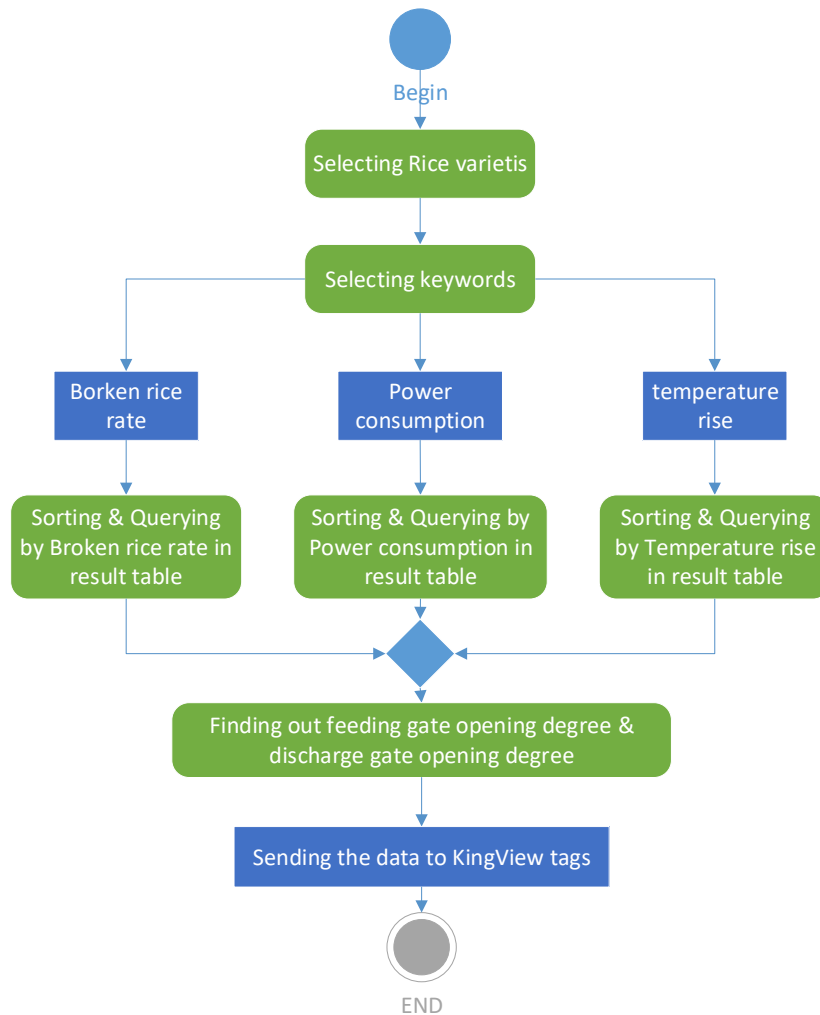 Begin
Selecting Rice varietis
Selecting keywords
Borken rice
rate
Power
consumption
temperature
rise
Sorting & Querying
by Broken rice rate in
result table
Sorting & Querying by
Power consumption in
result table
Sorting & Querying
by Temperature rise
in result table
Finding out feeding gate opening degree &
discharge gate opening degree
Sending the data to KingView tags
END